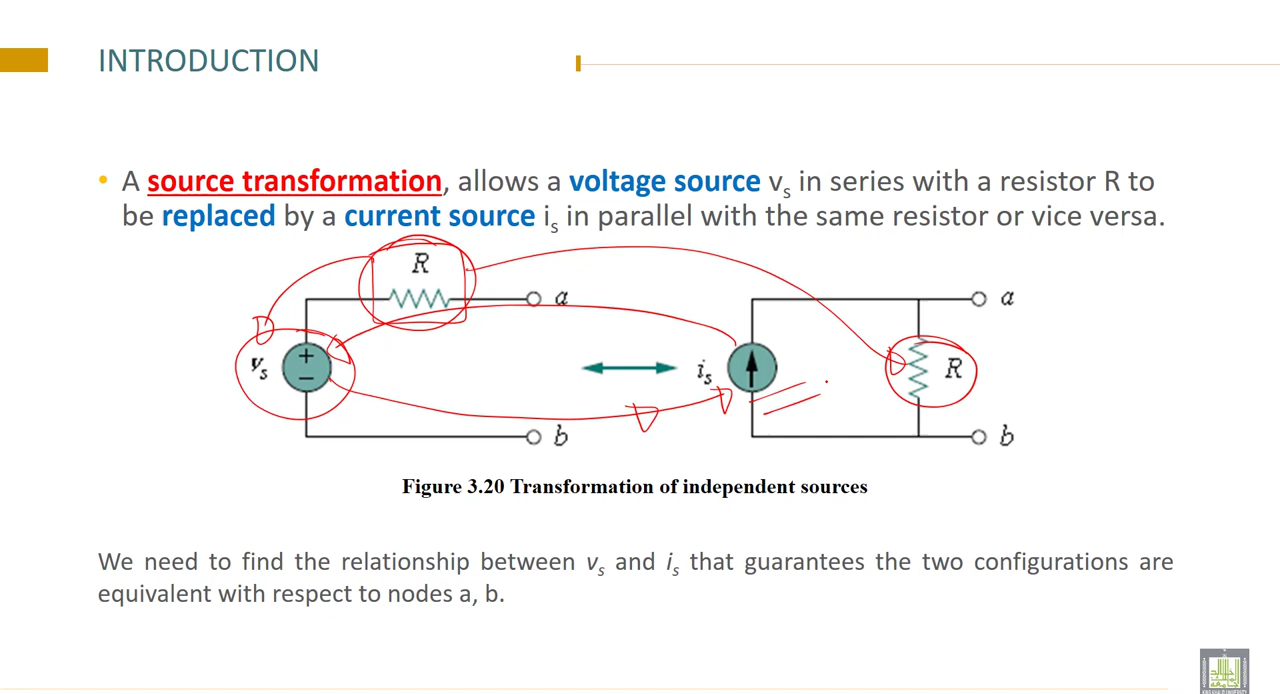 INTRODUCTION
• A source transformation, allows a voltage source vs in series with a resistor R to
be replaced by a current source is in parallel with the same resistor or vice versa.
R
a
vs
+
–
b
is
R
a
b
Figure 3.20 Transformation of independent sources
We need to find the relationship between vs and is that guarantees the two configurations are
equivalent with respect to nodes a, b.